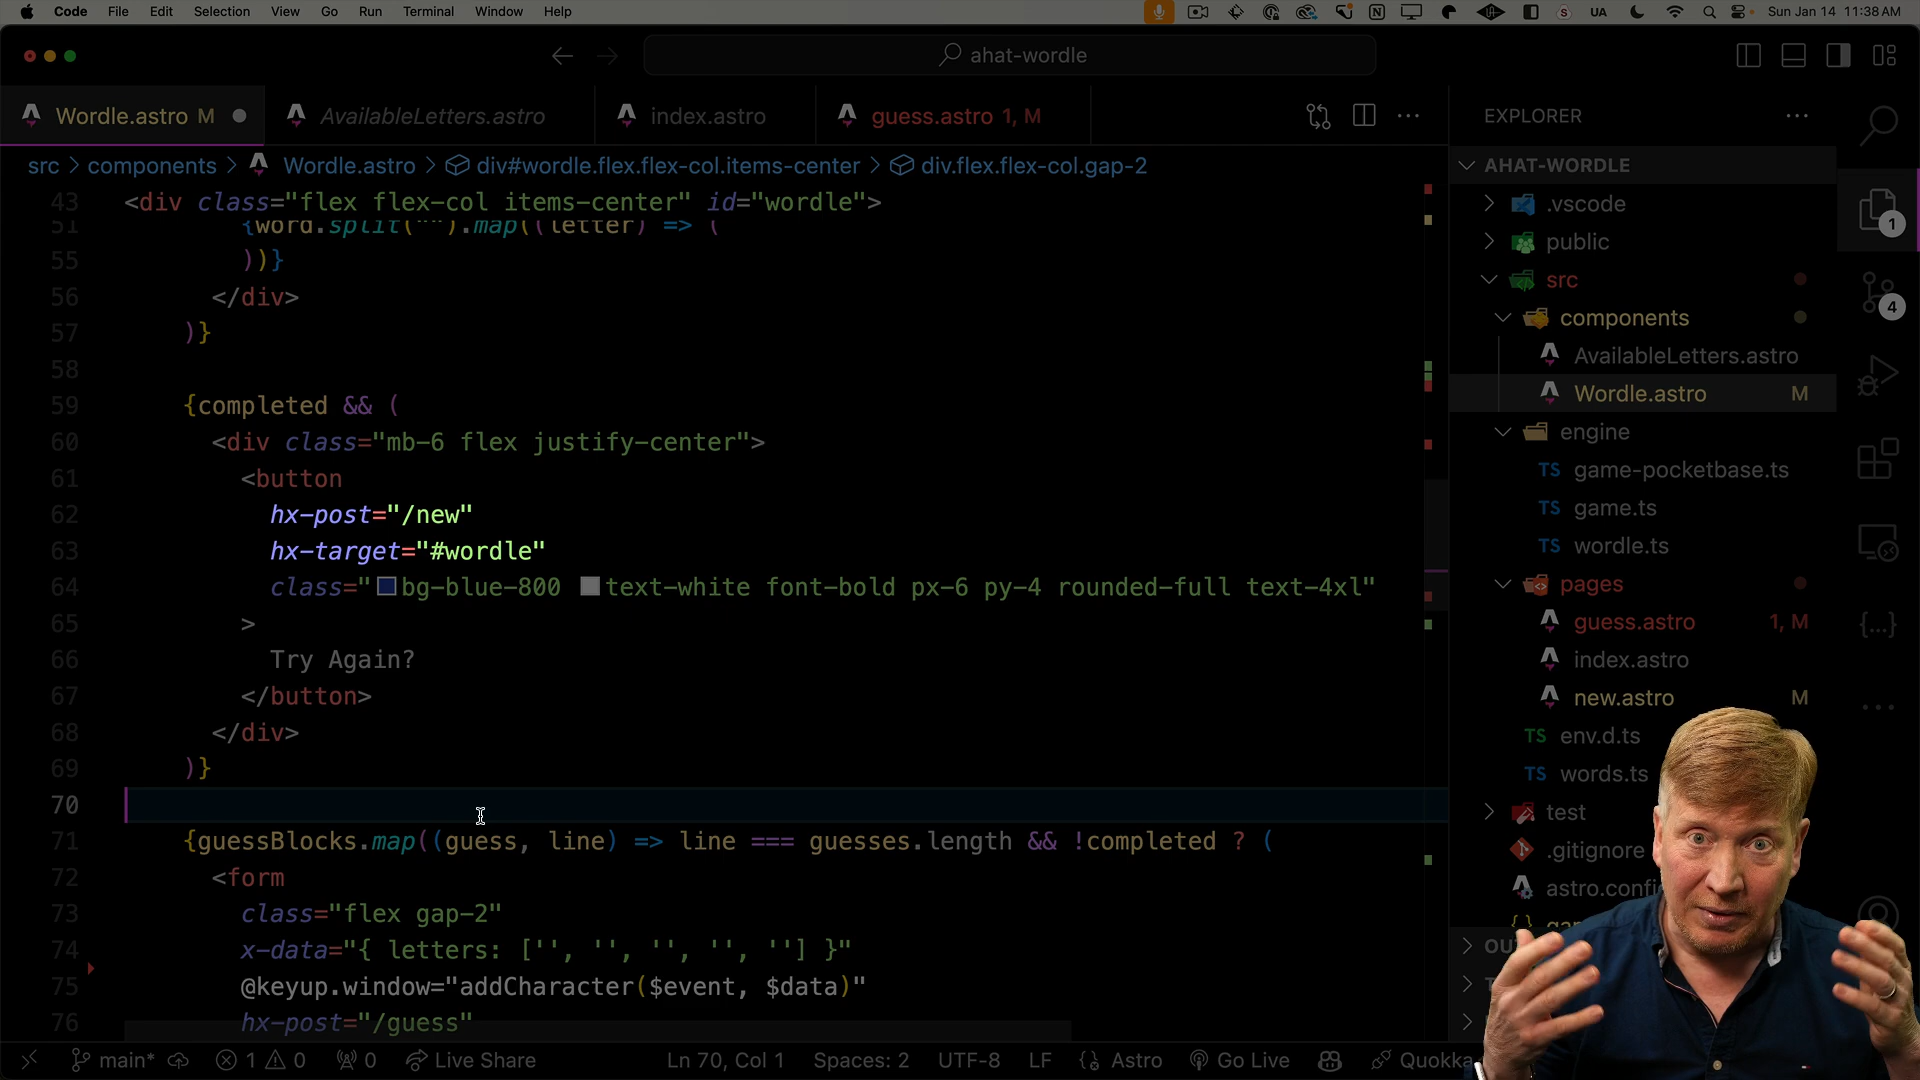 Code File Edit Selection View Go Run Terminal Window Help UA Sun Jan 14 11:38 AM
ahat-wordle
Wordle.astro M AvailableLetters.astro index.astro guess.astro 1, M
src > components > Wordle.astro > div#wordle.flex.flex-col.items-center > div.flex.flex-col.gap-2
43 <div class="flex flex-col items-center" id="wordle">
51 {word.split("").map((letter) => (
55 ))}
56 </div>
57 )}
58
59 {completed && (
60 <div class="mb-6 flex justify-center">
61 <button
62 hx-post="/new"
63 hx-target="#wordle"
64 class="bg-blue-800 text-white font-bold px-6 py-4 rounded-full text-4xl"
65 >
66 Try Again?
67 </button>
68 </div>
69 )}
70
71 {guessBlocks.map((guess, line) => line === guesses.length && !completed ? (
72 <form
73 class="flex gap-2"
74 x-data="{ letters: ['', '', '', '', ''] }"
75 @keyup.window="addCharacter($event, $data)"
76 hx-post="/guess"
EXPLORER
AHAT-WORDLE
.vscode
public
src
components
AvailableLetters.astro
Wordle.astro M
engine
TS game-pocketbase.ts
TS game.ts
TS wordle.ts
pages
guess.astro 1, M
index.astro
new.astro M
TS env.d.ts
TS words.ts
test
.gitignore
1
4
main* 1 0 0 Live Share Ln 70, Col 1 Spaces: 2 UTF-8 LF Astro Go Live Quokka